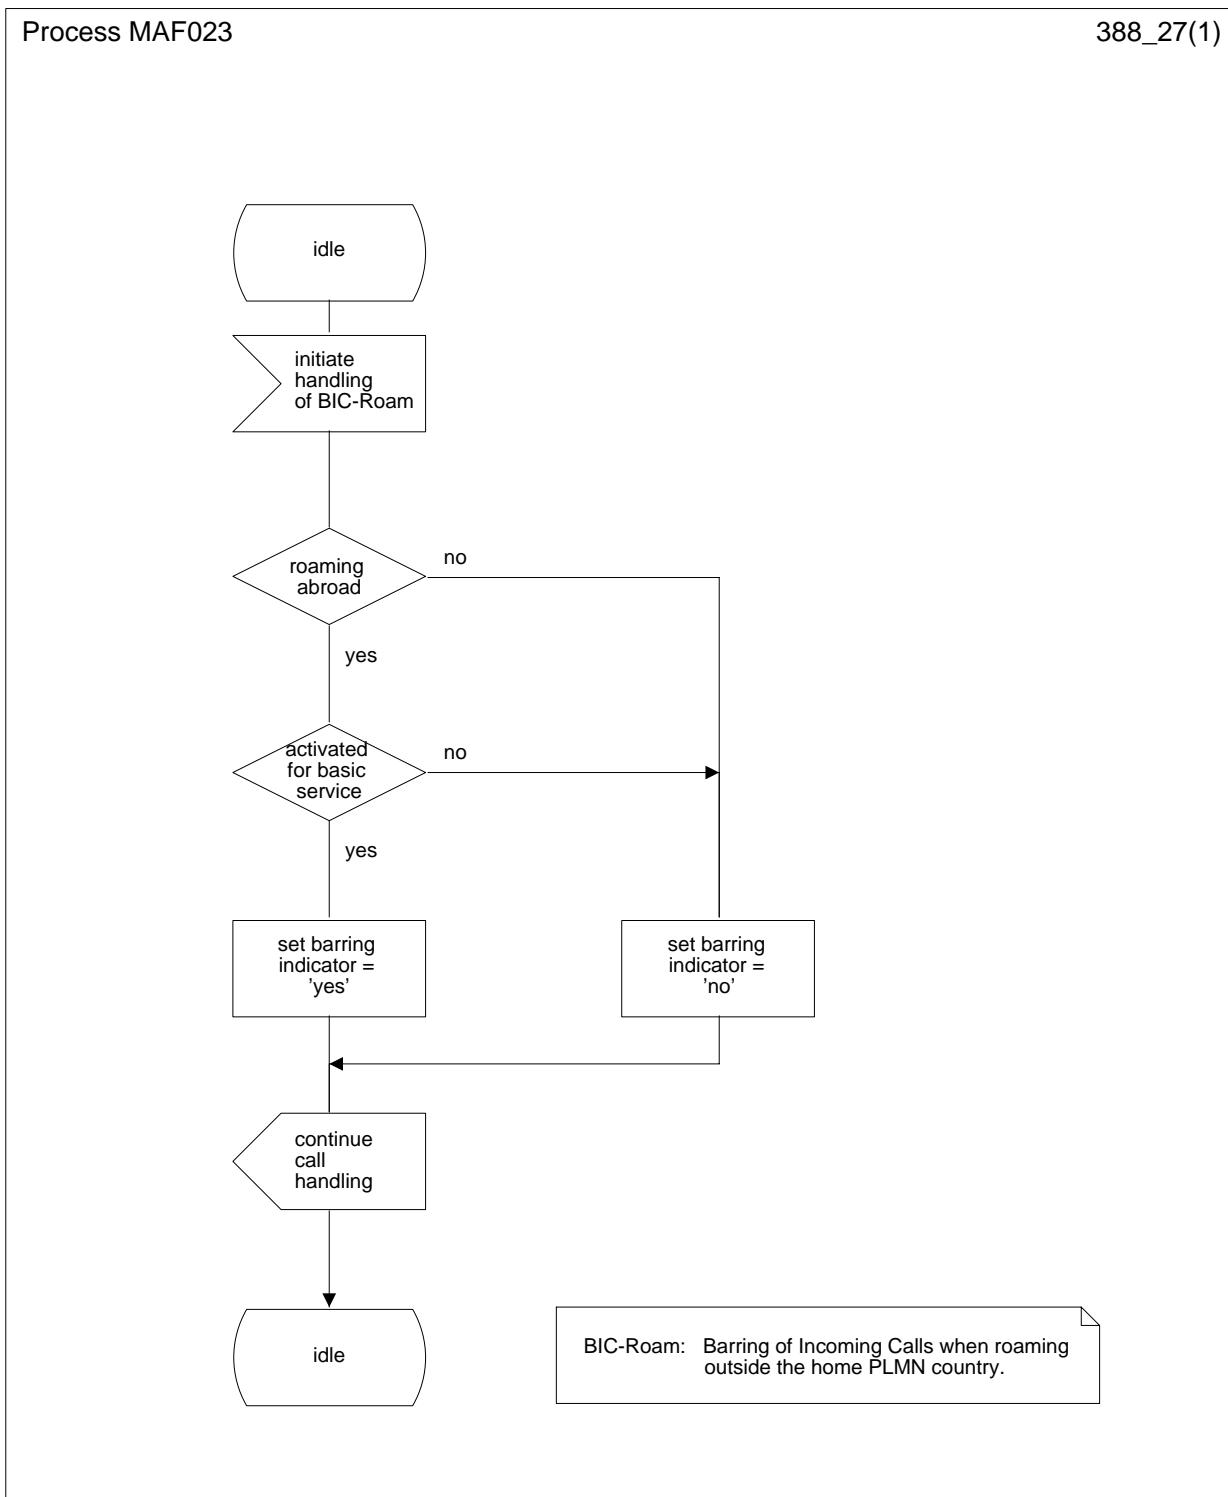 Process MAF023
388_27(1)
idle
initiate
handling
of BIC-Roam
roaming
abroad
no
yes
activated
for basic
service
no
yes
set barring
indicator =
'yes'
set barring
indicator =
'no'
continue
call
handling
idle
BIC-Roam: Barring of Incoming Calls when roaming
outside the home PLMN country.